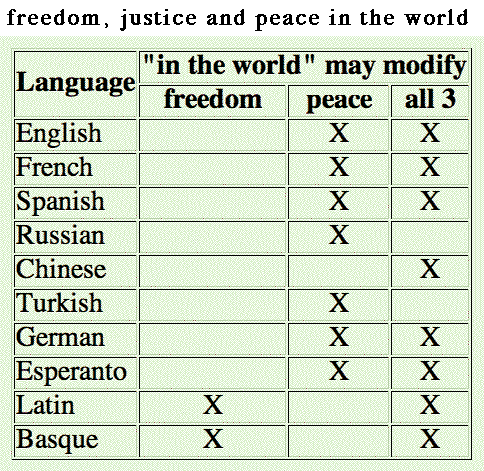 freedom, justice and peace in the world
Language "in the world" may modify
freedom peace all 3
English X X
French X X
Spanish X X
Russian X
Chinese X
Turkish X
German X X
Esperanto X X
Latin X X
Basque X X